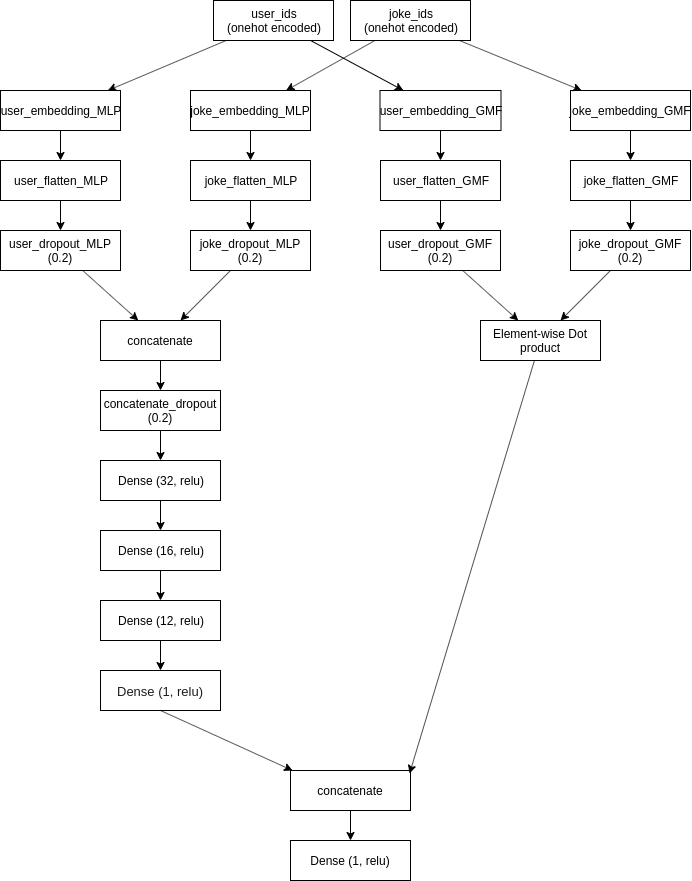 user_ids
(onehot encoded)
joke_ids
(onehot encoded)
user_embedding_MLP
joke_embedding_MLP
user_embedding_GMF
joke_embedding_GMF
user_flatten_MLP
joke_flatten_MLP
user_flatten_GMF
joke_flatten_GMF
user_dropout_MLP
(0.2)
joke_dropout_MLP
(0.2)
user_dropout_GMF
(0.2)
joke_dropout_GMF
(0.2)
concatenate
Element-wise Dot
product
concatenate_dropout
(0.2)
Dense (32, relu)
Dense (16, relu)
Dense (12, relu)
Dense (1, relu)
concatenate
Dense (1, relu)